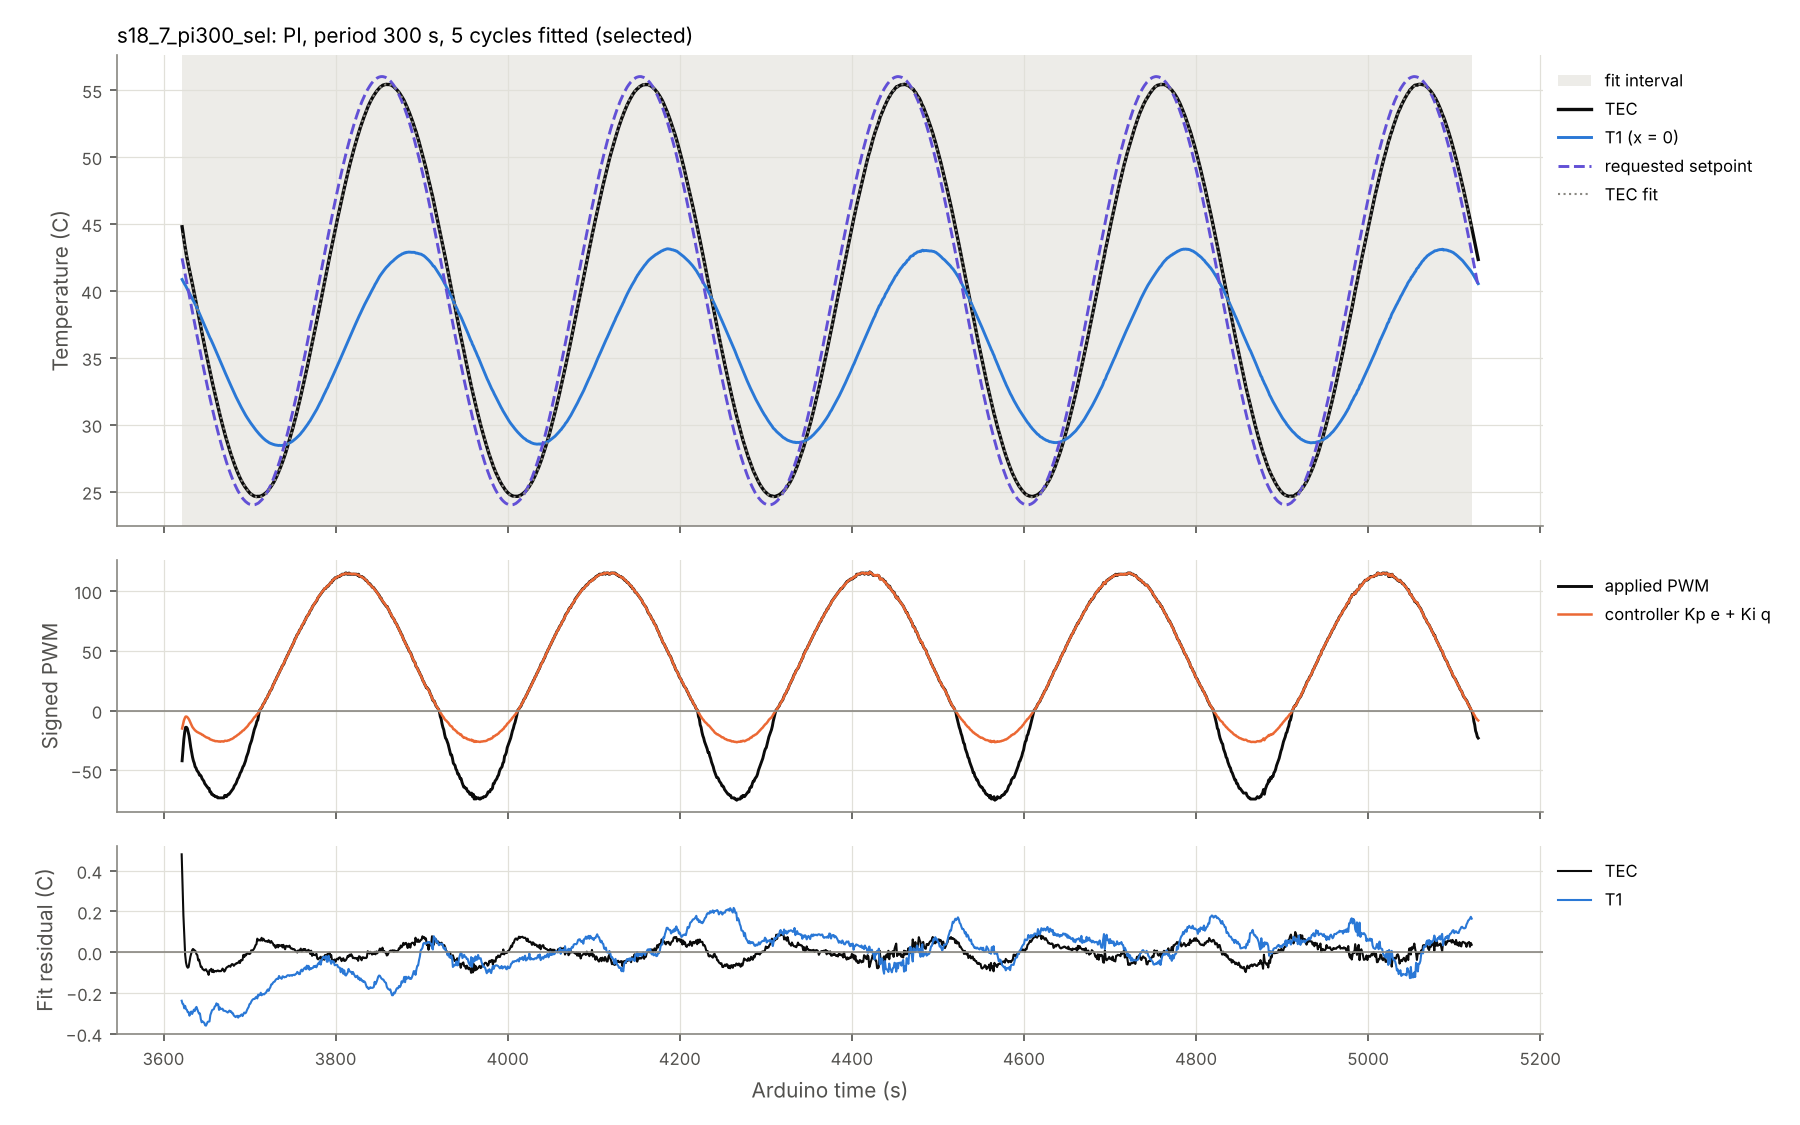 s18_7_pi300_sel: PI, period 300 s, 5 cycles fitted (selected)
Temperature (C)
55
50
45
40
35
30
25
fit interval
TEC
T1 (x = 0)
requested setpoint
TEC fit
Signed PWM
100
50
0
−50
applied PWM
controller Kp e + Ki q
Fit residual (C)
0.4
0.2
0.0
−0.2
−0.4
TEC
T1
3600 3800 4000 4200 4400 4600 4800 5000 5200
Arduino time (s)